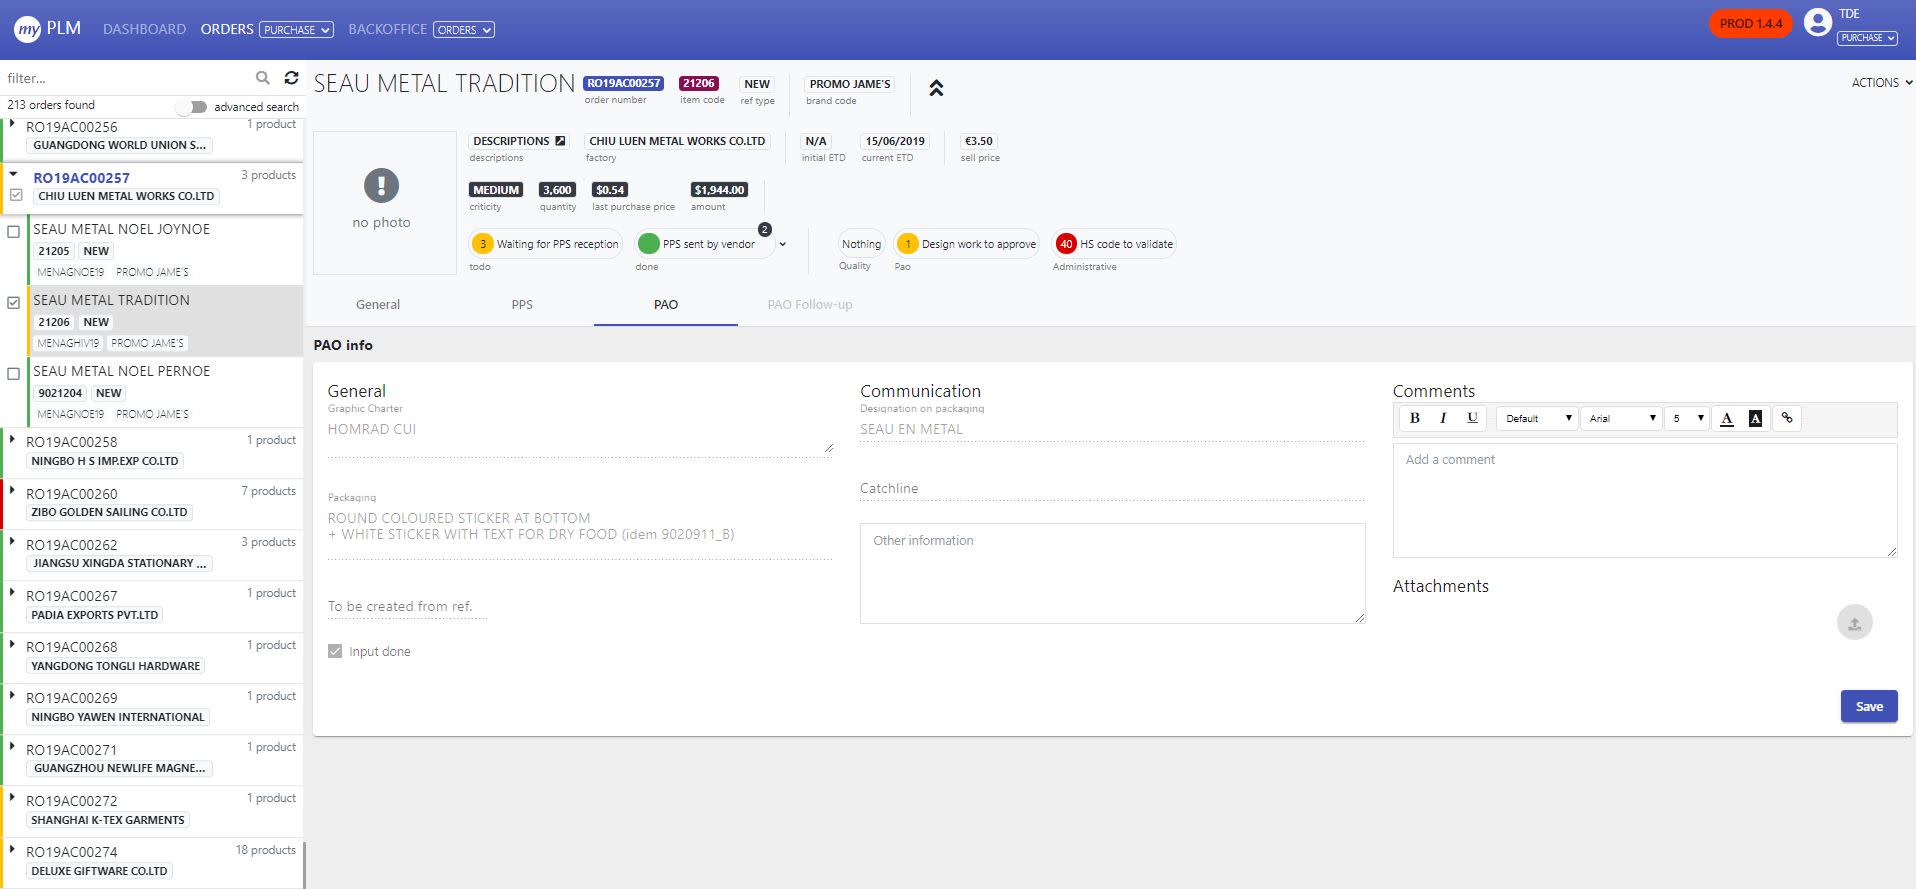 my PLM DASHBOARD ORDERS PURCHASE BACKOFFICE ORDERS PROD 1.4.4 TDE
PURCHASE
filter...
213 orders found
advanced search
RO19AC00256 1 product
GUANGDONG WORLD UNION S...
RO19AC00257 3 products
CHIU LUEN METAL WORKS CO.LTD
SEAU METAL NOEL JOYNOE
21205 NEW
MENAGNOE19 PROMO JAME'S
SEAU METAL TRADITION
21206 NEW
MENAGHIV19 PROMO JAME'S
SEAU METAL NOEL PERNOE
9021204 NEW
MENAGNOE19 PROMO JAME'S
RO19AC00258 1 product
NINGBO H S IMP.EXP CO.LTD
RO19AC00260 7 products
ZIBO GOLDEN SAILING CO.LTD
RO19AC00262 3 products
JIANGSU XINGDA STATIONARY ...
RO19AC00267 1 product
PADIA EXPORTS PVT.LTD
RO19AC00268 1 product
YANGDONG TONGLI HARDWARE
RO19AC00269 1 product
NINGBO YAWEN INTERNATIONAL
RO19AC00271 1 product
GUANGZHOU NEWLIFE MAGNE...
RO19AC00272 1 product
SHANGHAI K-TEX GARMENTS
RO19AC00274 18 products
DELUXE GIFTWARE CO.LTD
SEAU METAL TRADITION RO19AC00257 21206 NEW PROMO JAME'S ACTIONS
order number item code ref type brand code
no photo
DESCRIPTIONS CHIU LUEN METAL WORKS CO.LTD N/A 15/06/2019 €3.50
descriptions factory initial ETD current ETD sell price
MEDIUM 3,600 $0.54 $1,944.00
criticity quantity last purchase price amount
3 Waiting for PPS reception PPS sent by vendor 2 Nothing 1 Design work to approve 40 HS code to validate
todo done Quality Pao Administrative
General PPS PAO PAO Follow-up
PAO info
General
Graphic Charter
HOMRAD CUI
Packaging
ROUND COLOURED STICKER AT BOTTOM
+ WHITE STICKER WITH TEXT FOR DRY FOOD (idem 9020911_B)
To be created from ref.
Input done
Communication
Designation on packaging
SEAU EN METAL
Catchline
Other information
Comments
B I U Default Arial 5 A A
Add a comment
Attachments
Save